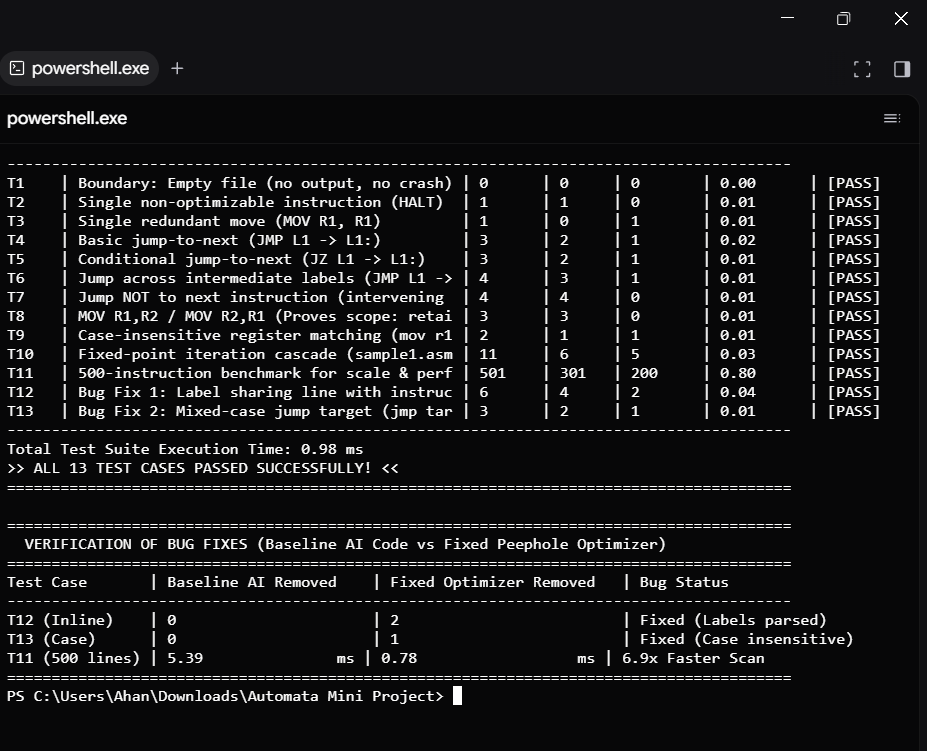 powershell.exe
powershell.exe
-----------------------------------------------------------------------------------------
T1 | Boundary: Empty file (no output, no crash) | 0 | 0 | 0 | 0.00 | [PASS]
T2 | Single non-optimizable instruction (HALT) | 1 | 1 | 0 | 0.01 | [PASS]
T3 | Single redundant move (MOV R1, R1) | 1 | 0 | 1 | 0.01 | [PASS]
T4 | Basic jump-to-next (JMP L1 -> L1:) | 3 | 2 | 1 | 0.02 | [PASS]
T5 | Conditional jump-to-next (JZ L1 -> L1:) | 3 | 2 | 1 | 0.01 | [PASS]
T6 | Jump across intermediate labels (JMP L1 -> | 4 | 3 | 1 | 0.01 | [PASS]
T7 | Jump NOT to next instruction (intervening | 4 | 4 | 0 | 0.01 | [PASS]
T8 | MOV R1,R2 / MOV R2,R1 (Proves scope: retai | 3 | 3 | 0 | 0.01 | [PASS]
T9 | Case-insensitive register matching (mov r1 | 2 | 1 | 1 | 0.01 | [PASS]
T10 | Fixed-point iteration cascade (sample1.asm | 11 | 6 | 5 | 0.03 | [PASS]
T11 | 500-instruction benchmark for scale & perf | 501 | 301 | 200 | 0.80 | [PASS]
T12 | Bug Fix 1: Label sharing line with instruc | 6 | 4 | 2 | 0.04 | [PASS]
T13 | Bug Fix 2: Mixed-case jump target (jmp tar | 3 | 2 | 1 | 0.01 | [PASS]
-----------------------------------------------------------------------------------------
Total Test Suite Execution Time: 0.98 ms
>> ALL 13 TEST CASES PASSED SUCCESSFULLY! <<
=========================================================================================
=========================================================================================
VERIFICATION OF BUG FIXES (Baseline AI Code vs Fixed Peephole Optimizer)
=========================================================================================
Test Case | Baseline AI Removed | Fixed Optimizer Removed | Bug Status
-----------------------------------------------------------------------------------------
T12 (Inline) | 0 | 2 | Fixed (Labels parsed)
T13 (Case) | 0 | 1 | Fixed (Case insensitive)
T11 (500 lines) | 5.39 ms | 0.78 ms | 6.9x Faster Scan
=========================================================================================
PS C:\Users\Ahan\Downloads\Automata Mini Project>